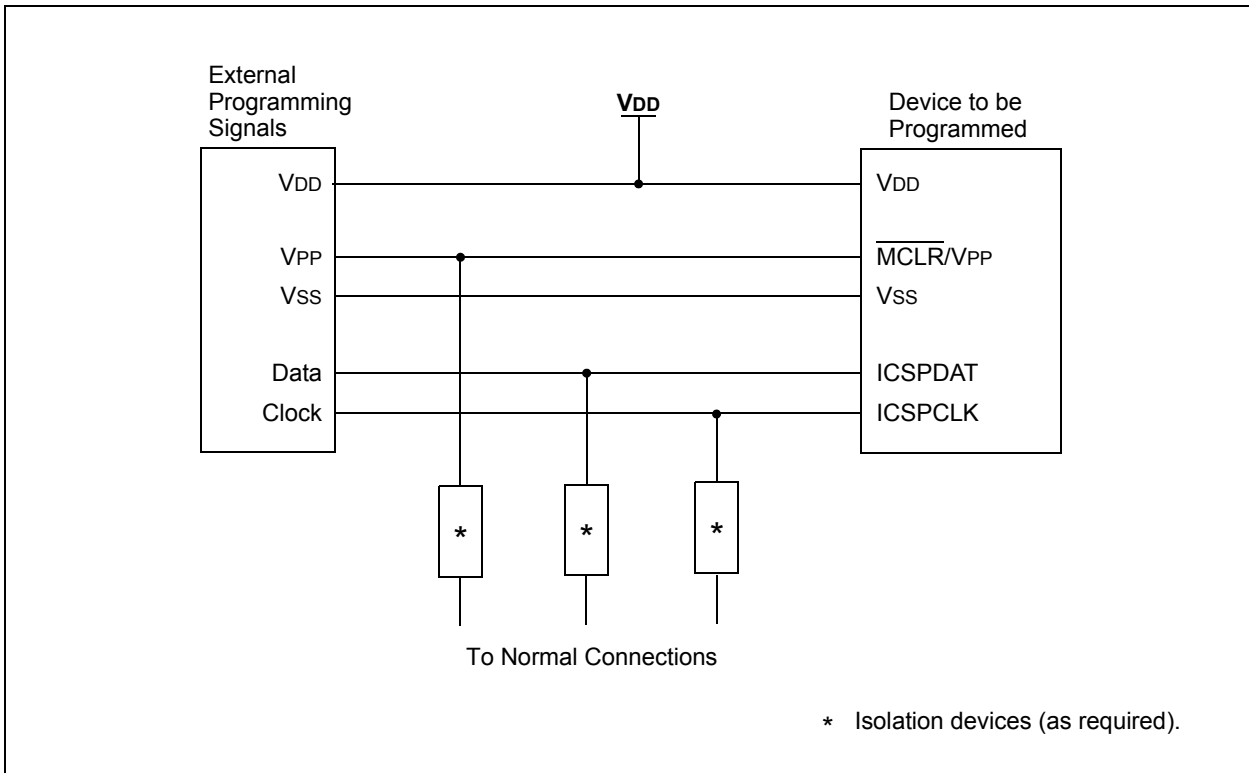 External
Programming
Signals
VDD
Device to be
Programmed
VDD
VDD
VPP
MCLR/VPP
VSS
VSS
Data
ICSPDAT
Clock
ICSPCLK
* * *
To Normal Connections
* Isolation devices (as required).